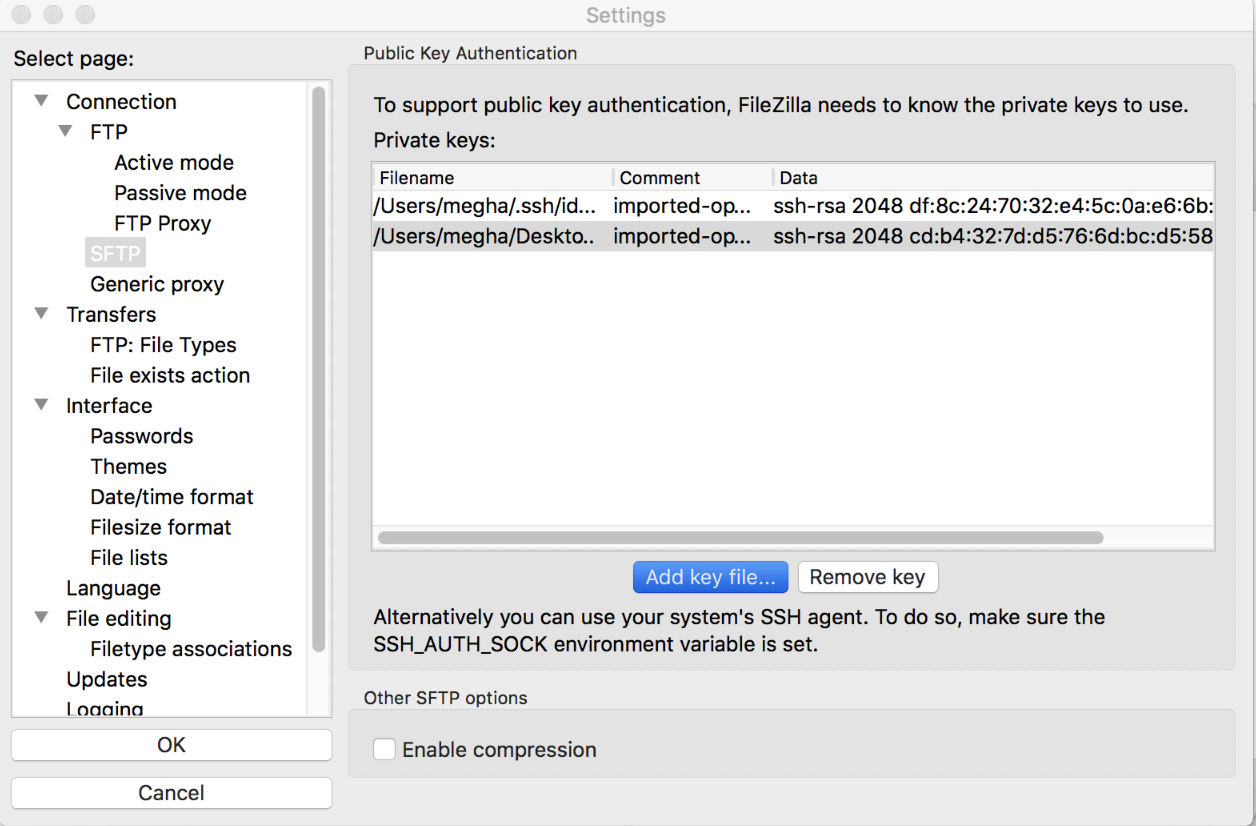 Settings
Select page:
Connection
FTP
Active mode
Passive mode
FTP Proxy
SFTP
Generic proxy
Transfers
FTP: File Types
File exists action
Interface
Passwords
Themes
Date/time format
Filesize format
File lists
Language
File editing
Filetype associations
Updates
Logging
OK
Cancel
Public Key Authentication
To support public key authentication, FileZilla needs to know the private keys to use.
Private keys:
Filename Comment Data
/Users/megha/.ssh/id... imported-op... ssh-rsa 2048 df:8c:24:70:32:e4:5c:0a:e6:6b:
/Users/megha/Deskto.. imported-op... ssh-rsa 2048 cd:b4:32:7d:d5:76:6d:bc:d5:58
Add key file... Remove key
Alternatively you can use your system's SSH agent. To do so, make sure the
SSH_AUTH_SOCK environment variable is set.
Other SFTP options
Enable compression